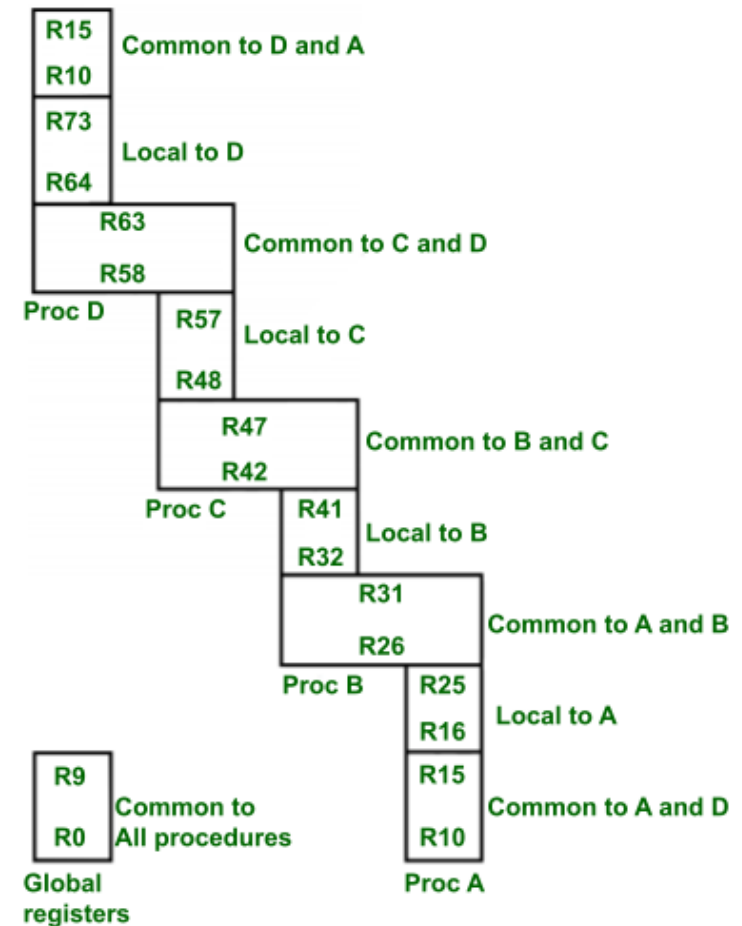 R15
Common to D and A
R10
R73
Local to D
R64
R63
Common to C and D
R58
Proc D
R57
Local to C
R48
R47
Common to B and C
R42
Proc C
R41
Local to B
R32
R31
Common to A and B
R26
Proc B
R25
Local to A
R16
R15
Common to A and D
R10
Proc A
R9
Common to
All procedures
R0
Global
registers